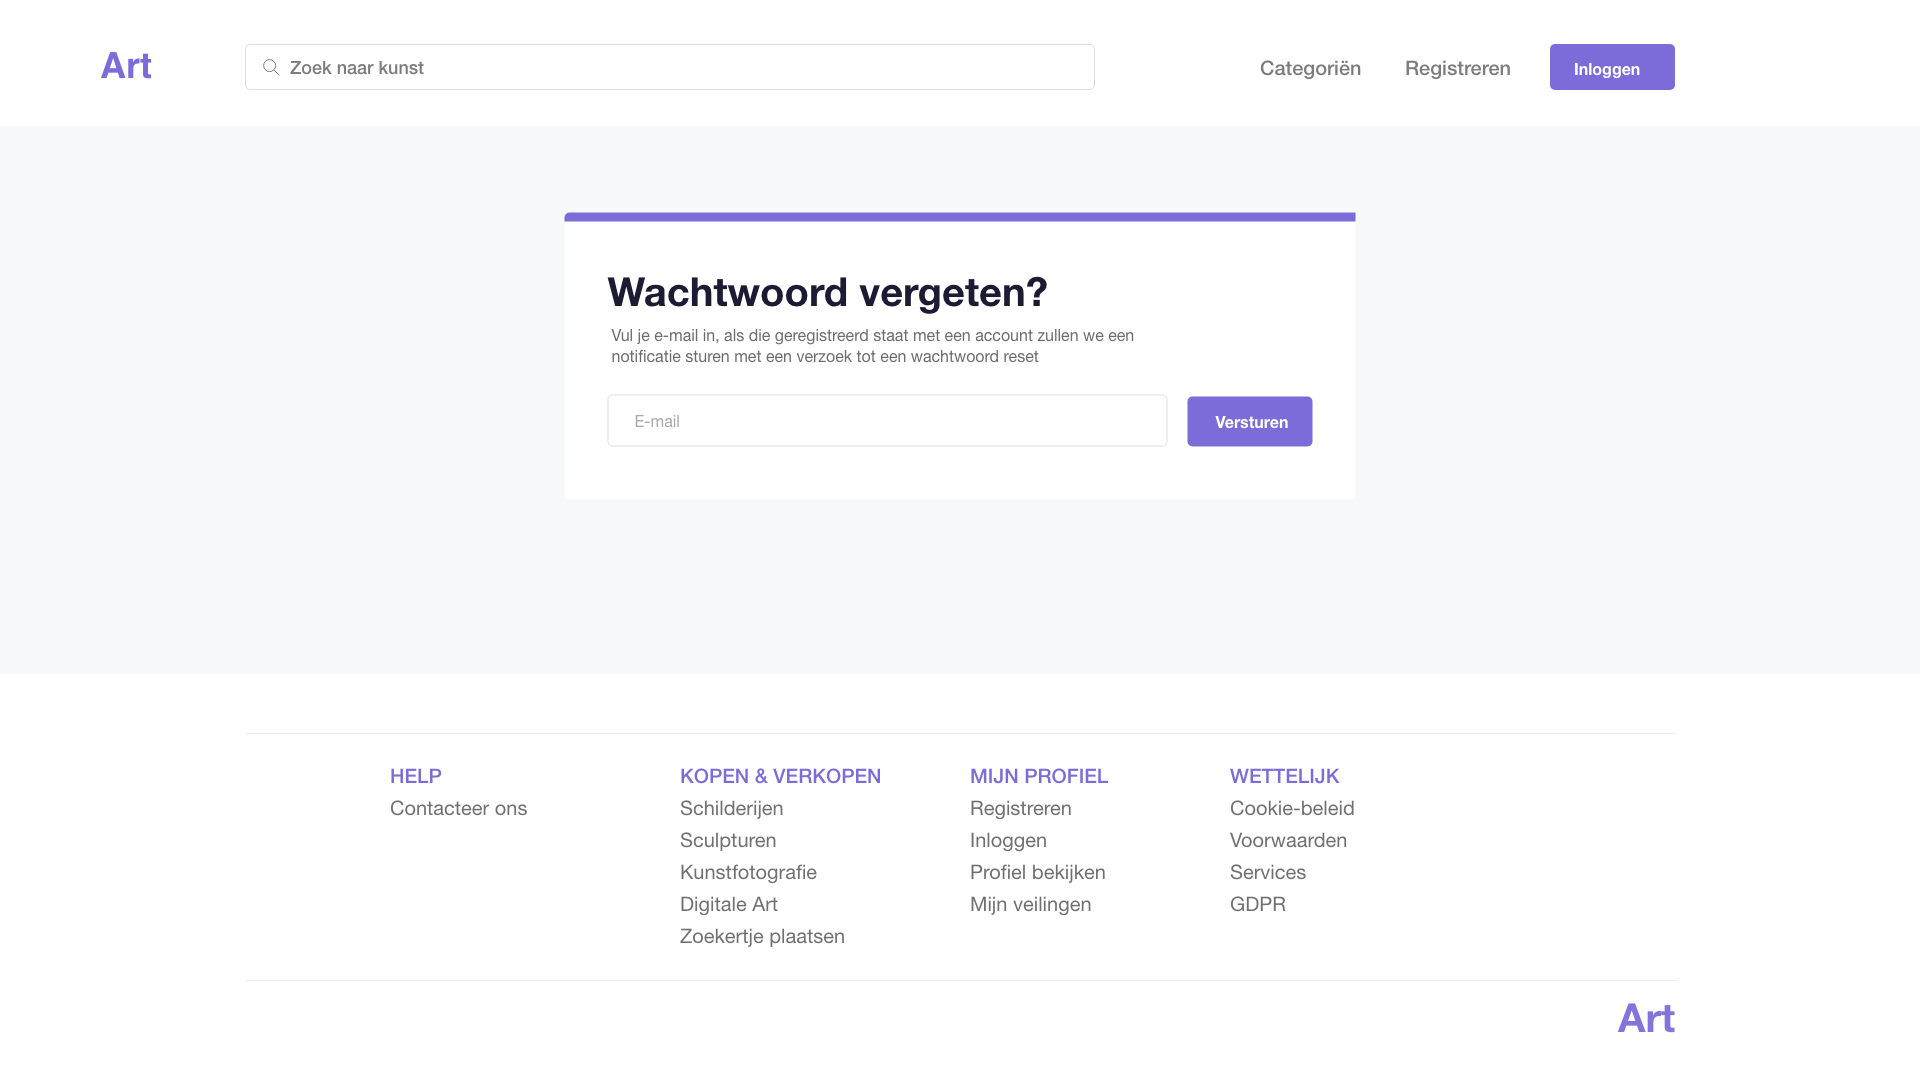 Art
Zoek naar kunst
Categoriën
Registreren
Inloggen
Wachtwoord vergeten?
Vul je e-mail in, als die geregistreerd staat met een account zullen we een
notificatie sturen met een verzoek tot een wachtwoord reset
E-mail
Versturen
HELP
Contacteer ons
KOPEN & VERKOPEN
Schilderijen
Sculpturen
Kunstfotografie
Digitale Art
Zoekertje plaatsen
MIJN PROFIEL
Registreren
Inloggen
Profiel bekijken
Mijn veilingen
WETTELIJK
Cookie-beleid
Voorwaarden
Services
GDPR
Art